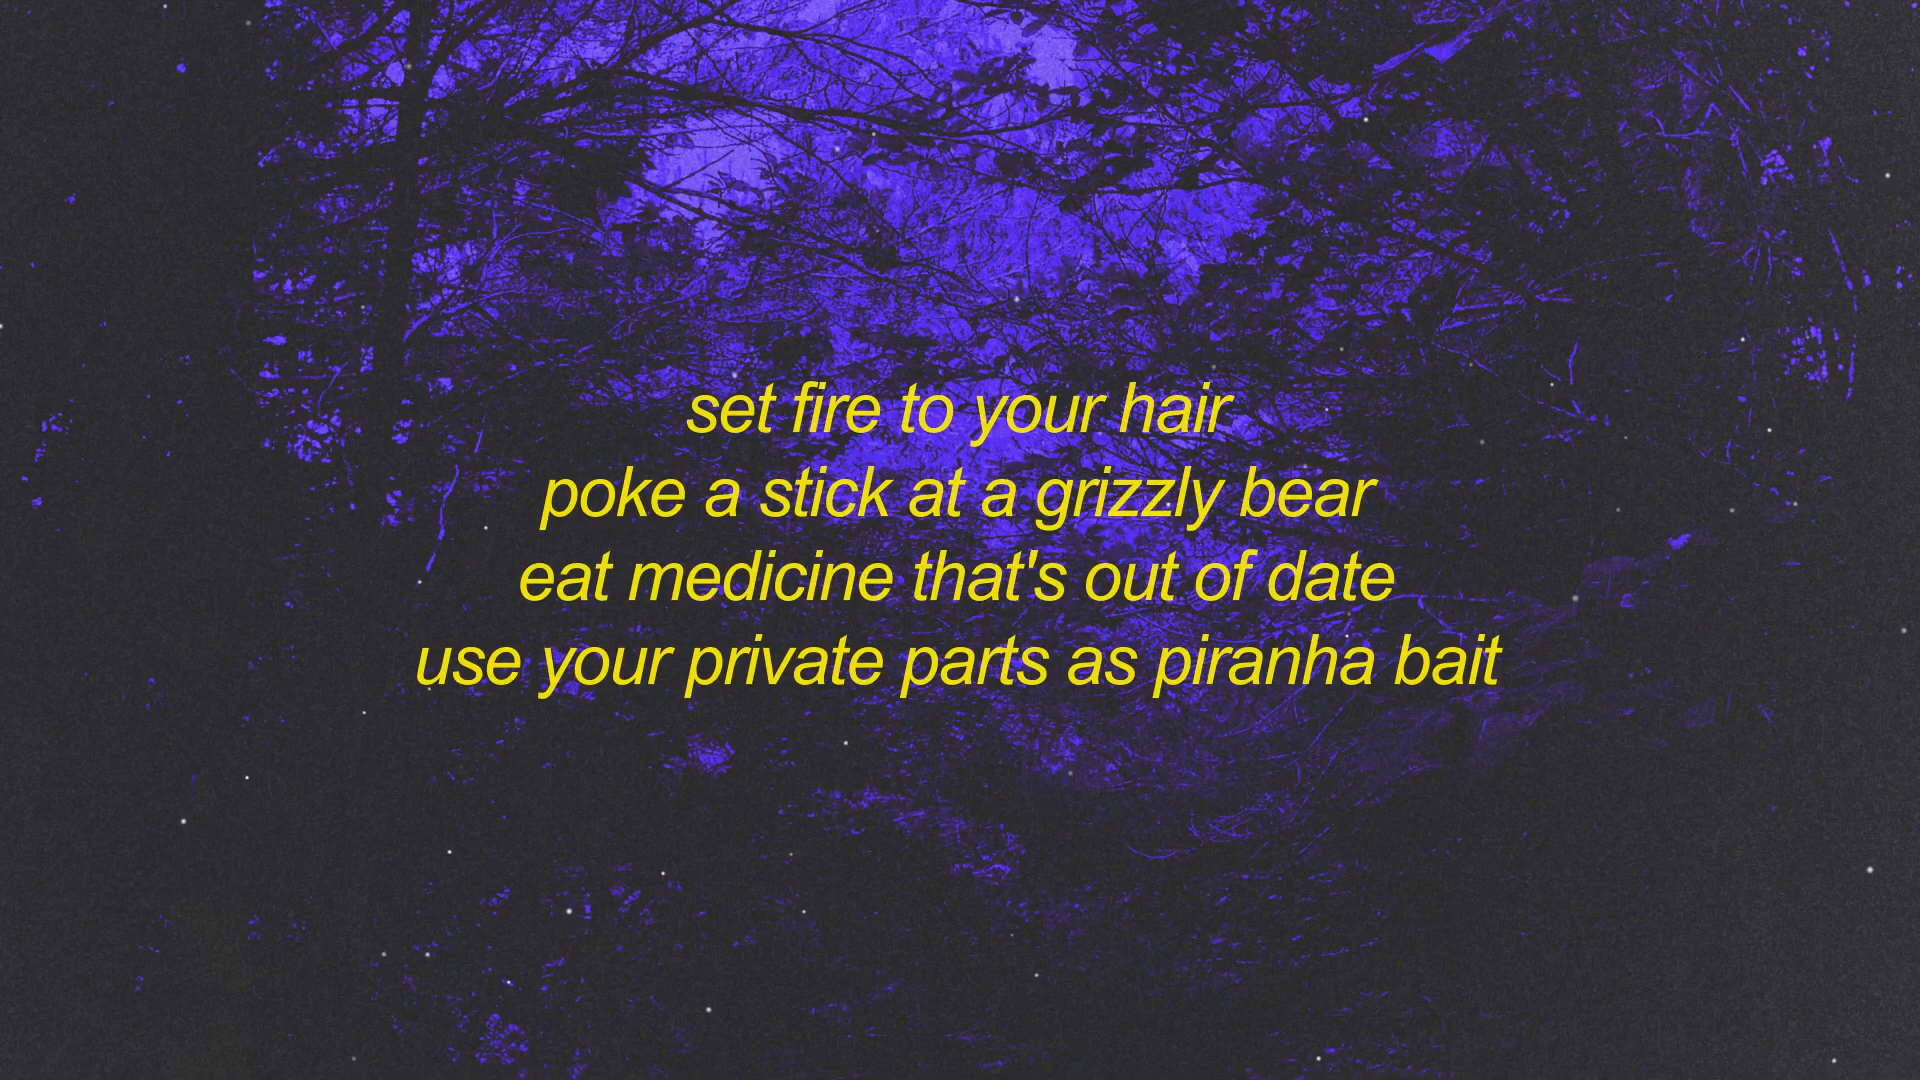 set fire to your hair
poke a stick at a grizzly bear
eat medicine that's out of date
use your private parts as piranha bait